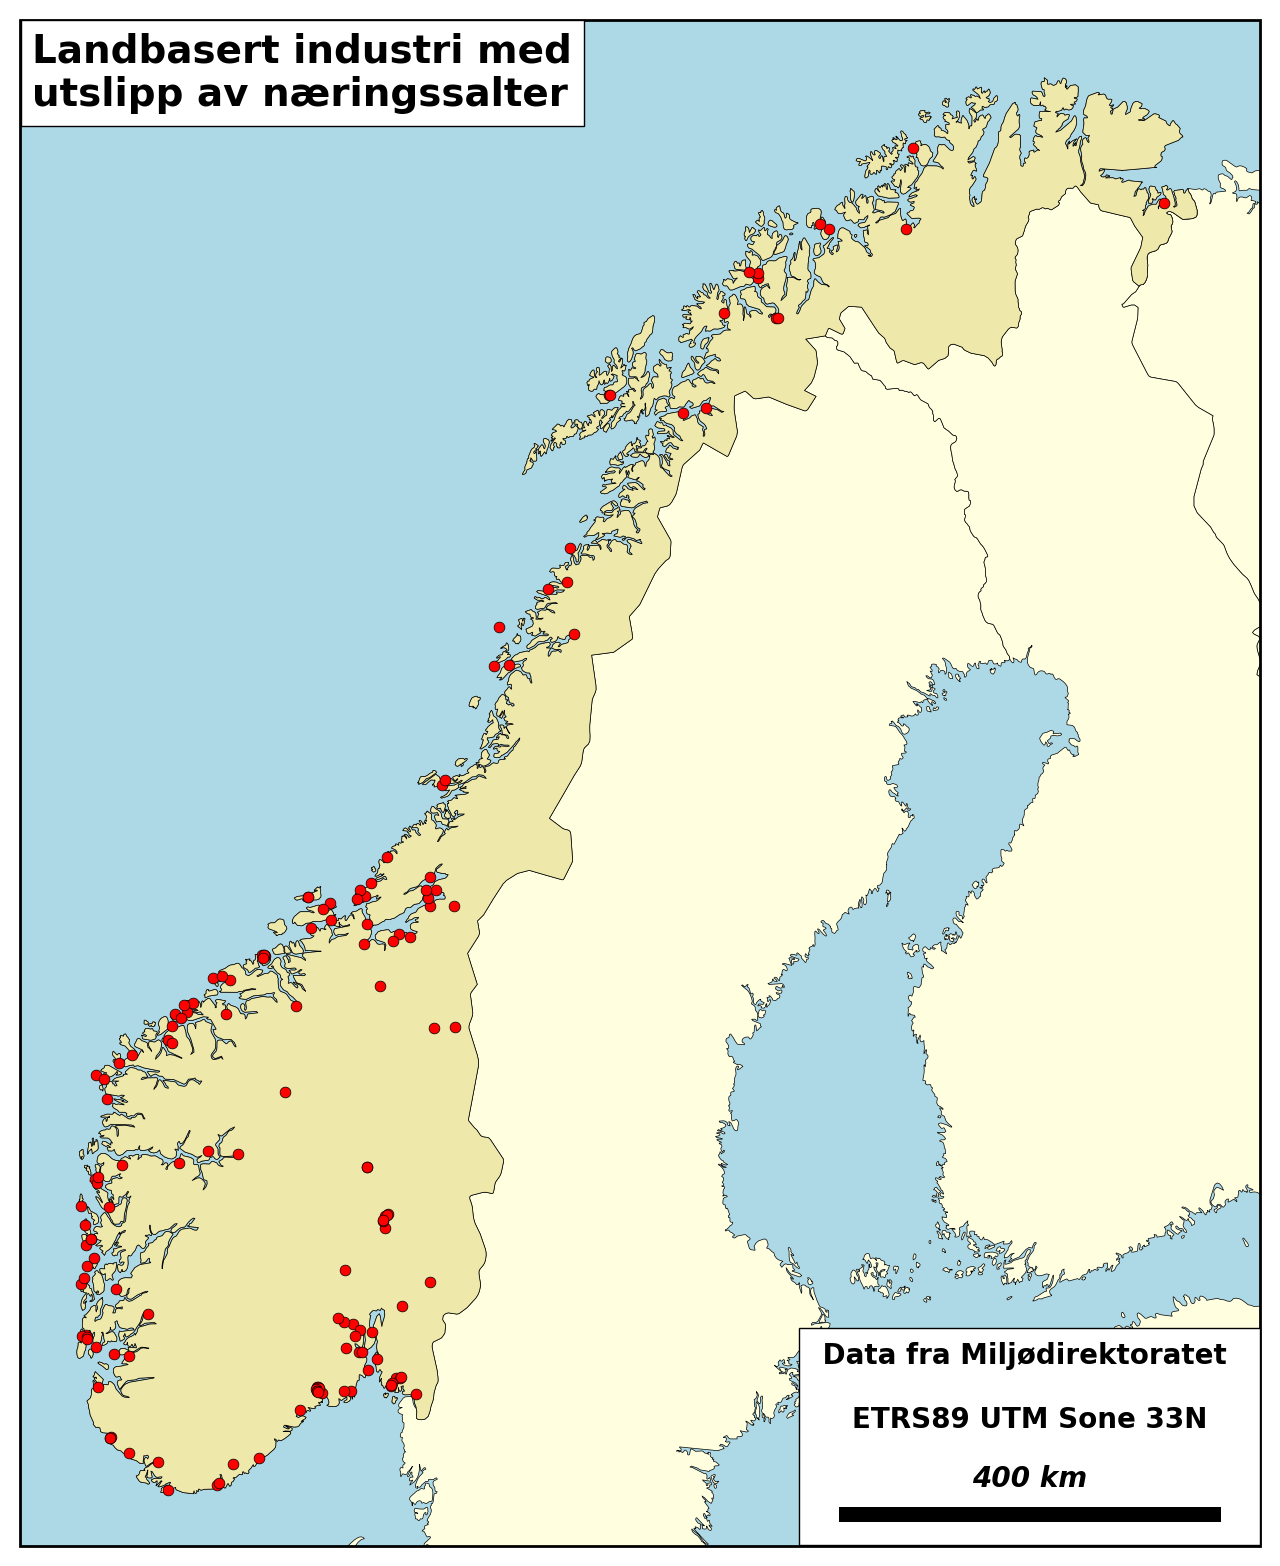 Landbasert industri med
utslipp av næringssalter
Data fra Miljødirektoratet
ETRS89 UTM Sone 33N
400 km